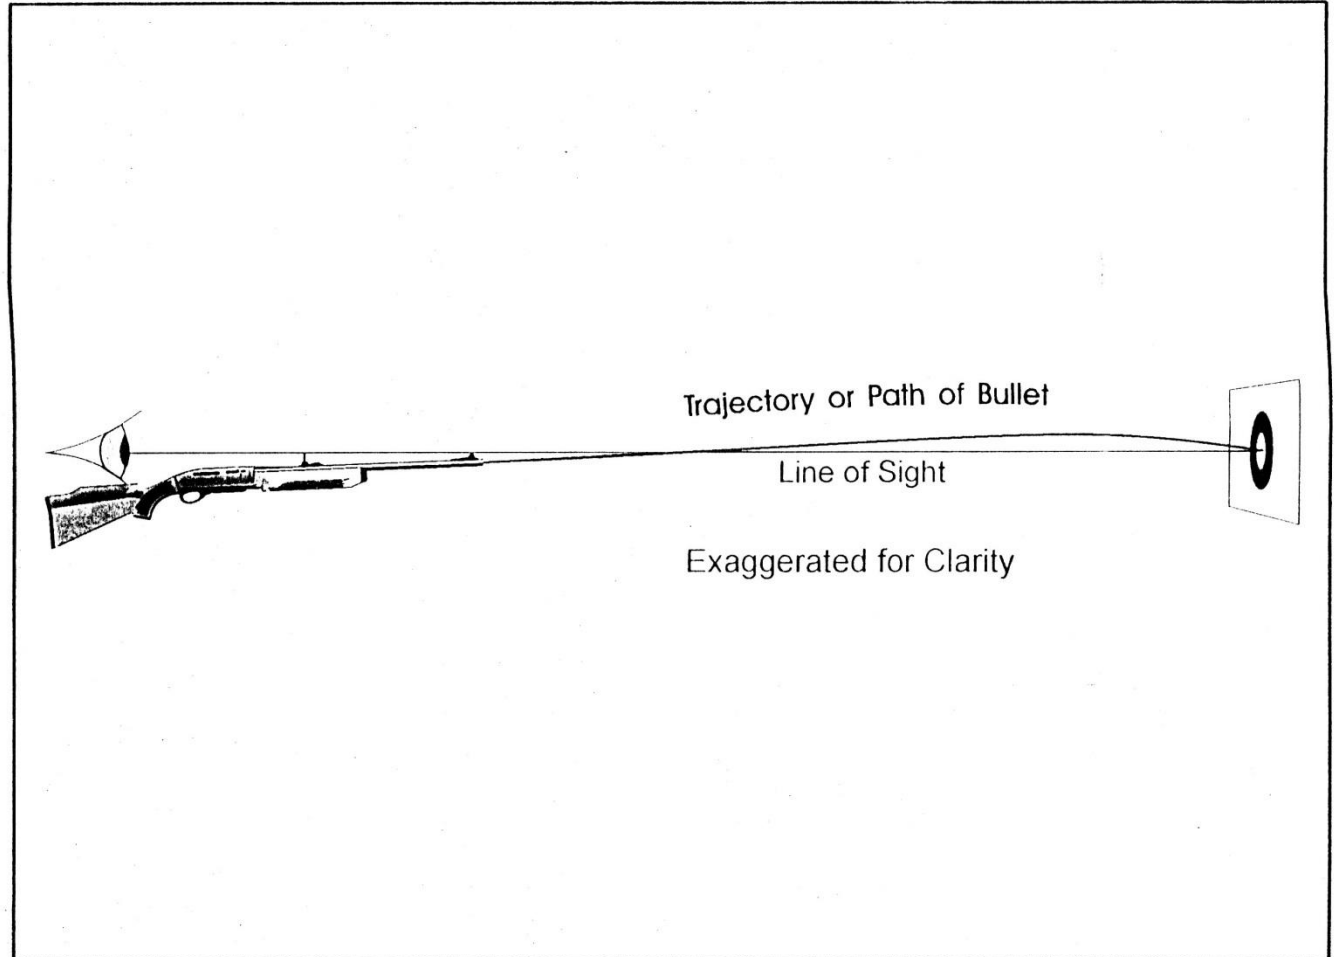 Trajectory or Path of Bullet
Line of Sight
Exaggerated for Clarity